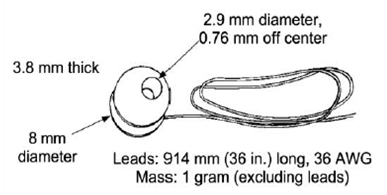 2.9 mm diameter,
0.76 mm off center
3.8 mm thick
8 mm
diameter
Leads: 914 mm (36 in.) long, 36 AWG
Mass: 1 gram (excluding leads)